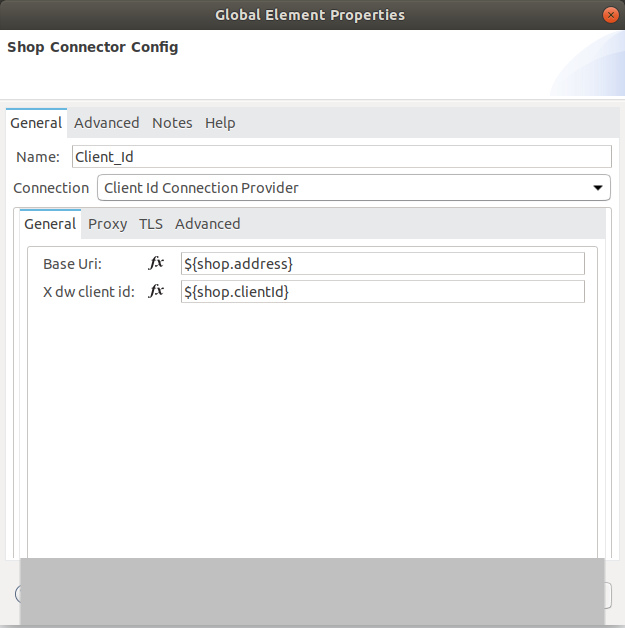 Global Element Properties
Shop Connector Config
General Advanced Notes Help
Name: Client_Id
Connection Client Id Connection Provider
General Proxy TLS Advanced
Base Uri: fx ${shop.address}
X dw client id: fx ${shop.clientId}